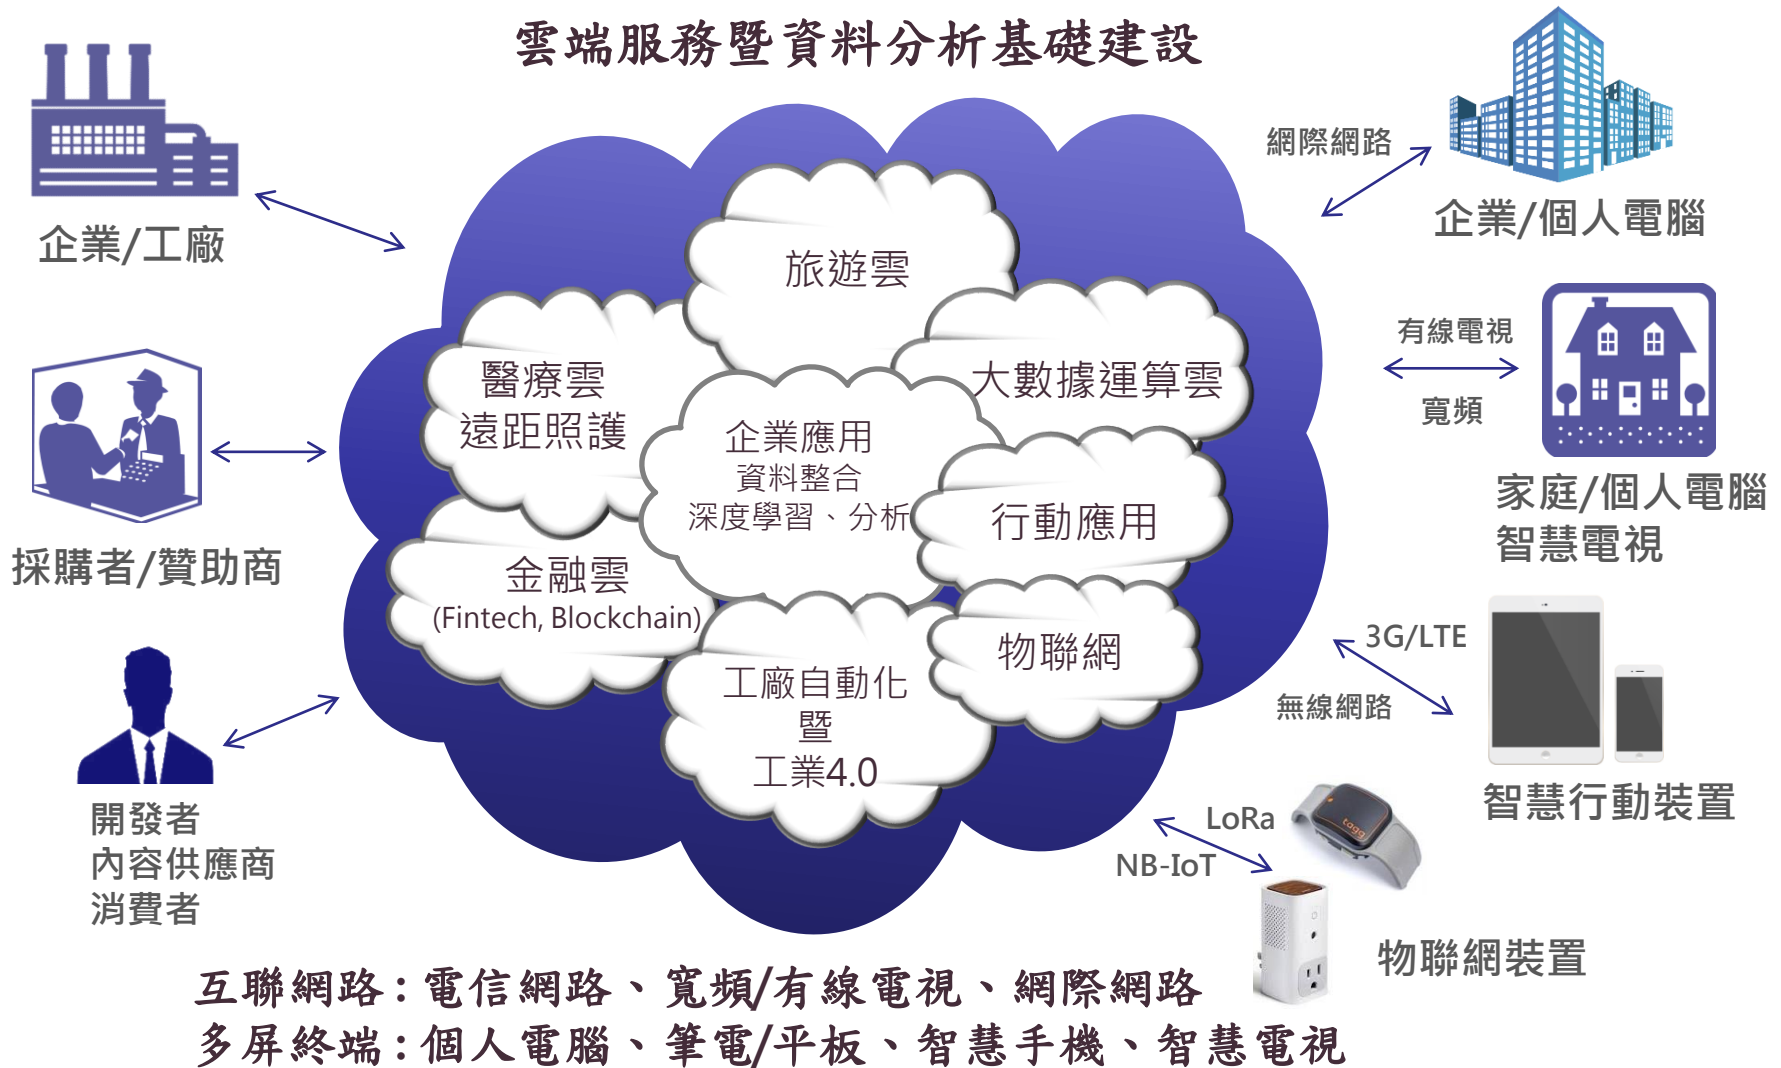 雲端服務暨資料分析基礎建設
企業/工廠
採購者/贊助商
開發者
內容供應商
消費者
旅遊雲
醫療雲
遠距照護
大數據運算雲
企業應用
資料整合
深度學習、分析
行動應用
金融雲
(Fintech, Blockchain)
物聯網
工廠自動化
暨
工業4.0
網際網路
企業/個人電腦
有線電視
寬頻
家庭/個人電腦
智慧電視
3G/LTE
無線網路
智慧行動裝置
LoRa
NB-IoT
tagg
物聯網裝置
互聯網路:電信網路、寬頻/有線電視、網際網路
多屏終端:個人電腦、筆電/平板、智慧手機、智慧電視